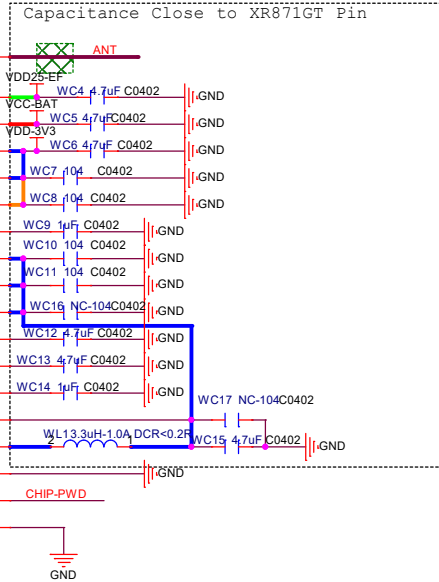 Capacitance Close to XR871GT Pin
ANT
VDD25-EF
WC4 4.7uF C0402
GND
VCC-BAT
WC5 4.7uF C0402
GND
VDD-3V3
WC6 4.7uF C0402
GND
WC7 104 C0402
GND
WC8 104 C0402
GND
WC9 1uF C0402
GND
WC10 104 C0402
GND
WC11 104 C0402
GND
WC16 NC-104 C0402
GND
WC12 4.7uF C0402
GND
WC13 4.7uF C0402
GND
WC14 1uF C0402
GND
WC17 NC-104 C0402
WL1 3.3uH-1.0A DCR<0.2R
2 1
WC15 4.7uF C0402
GND
GND
CHIP-PWD
GND